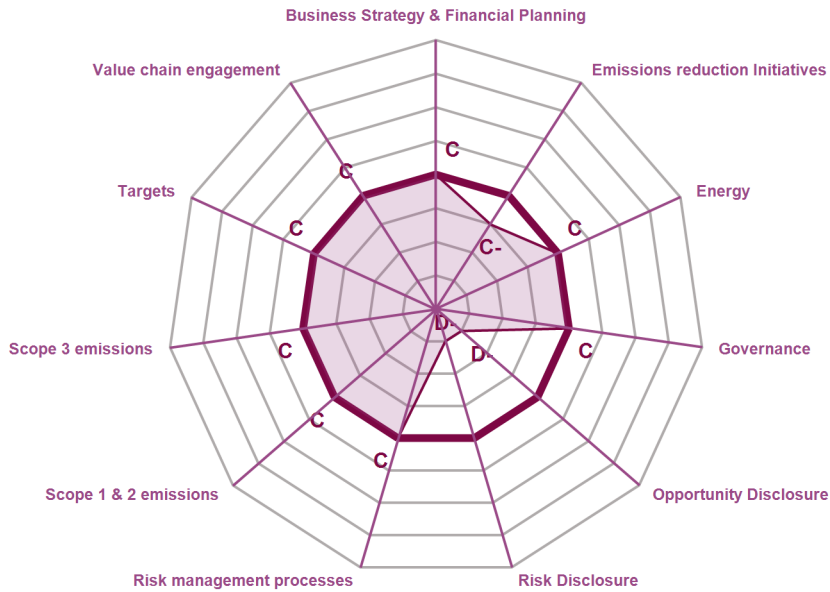 Business Strategy & Financial Planning
Value chain engagement
Emissions reduction Initiatives
C
C
Targets
Energy
C
C
C-
D-
Scope 3 emissions
C
D-
C
Governance
C
C
Scope 1 & 2 emissions
Opportunity Disclosure
Risk management processes
Risk Disclosure